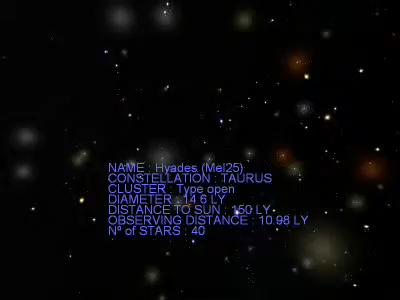 NAME : Hyades (Mel25)
CONSTELLATION : TAURUS
CLUSTER : Type open
DIAMETER : 14.6 LY
DISTANCE TO SUN : 150 LY
OBSERVING DISTANCE : 10.98 LY
Nº of STARS : 40